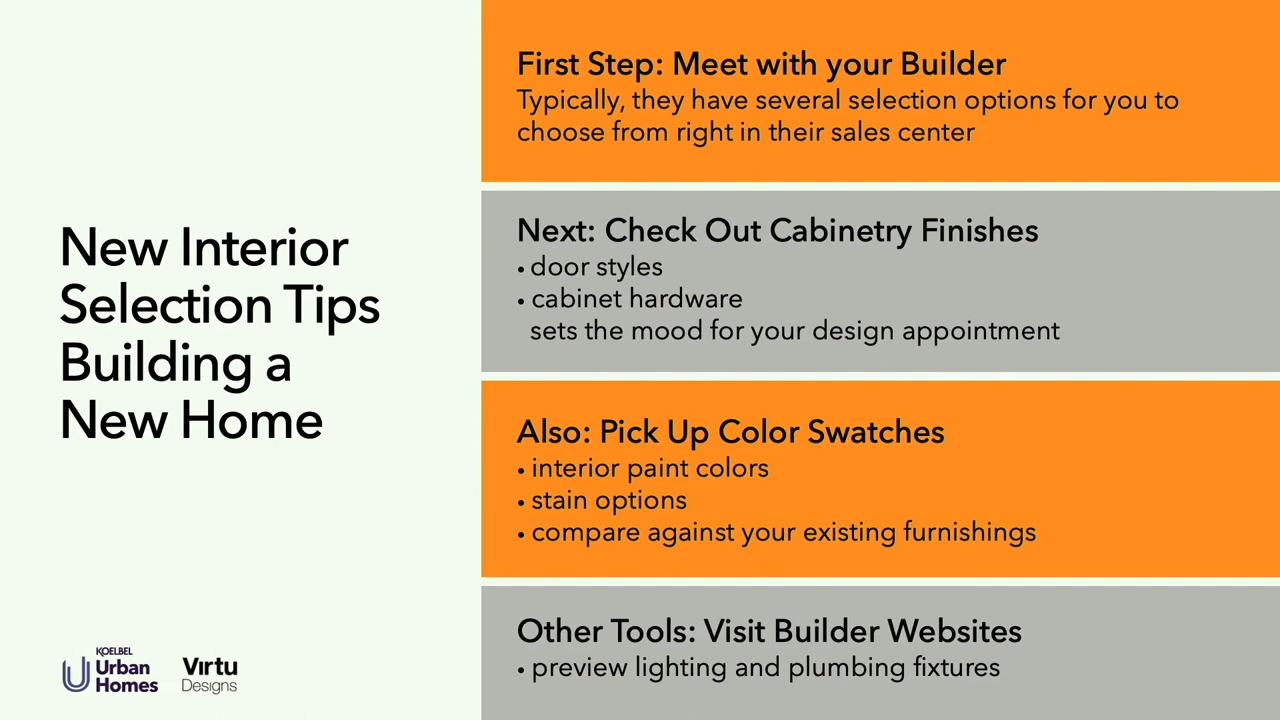 New Interior
Selection Tips
Building a
New Home
KOELBEL
Urban
Homes
Virtu
Designs
First Step: Meet with your Builder
Typically, they have several selection options for you to
choose from right in their sales center
Next: Check Out Cabinetry Finishes
• door styles
• cabinet hardware
sets the mood for your design appointment
Also: Pick Up Color Swatches
• interior paint colors
• stain options
• compare against your existing furnishings
Other Tools: Visit Builder Websites
• preview lighting and plumbing fixtures